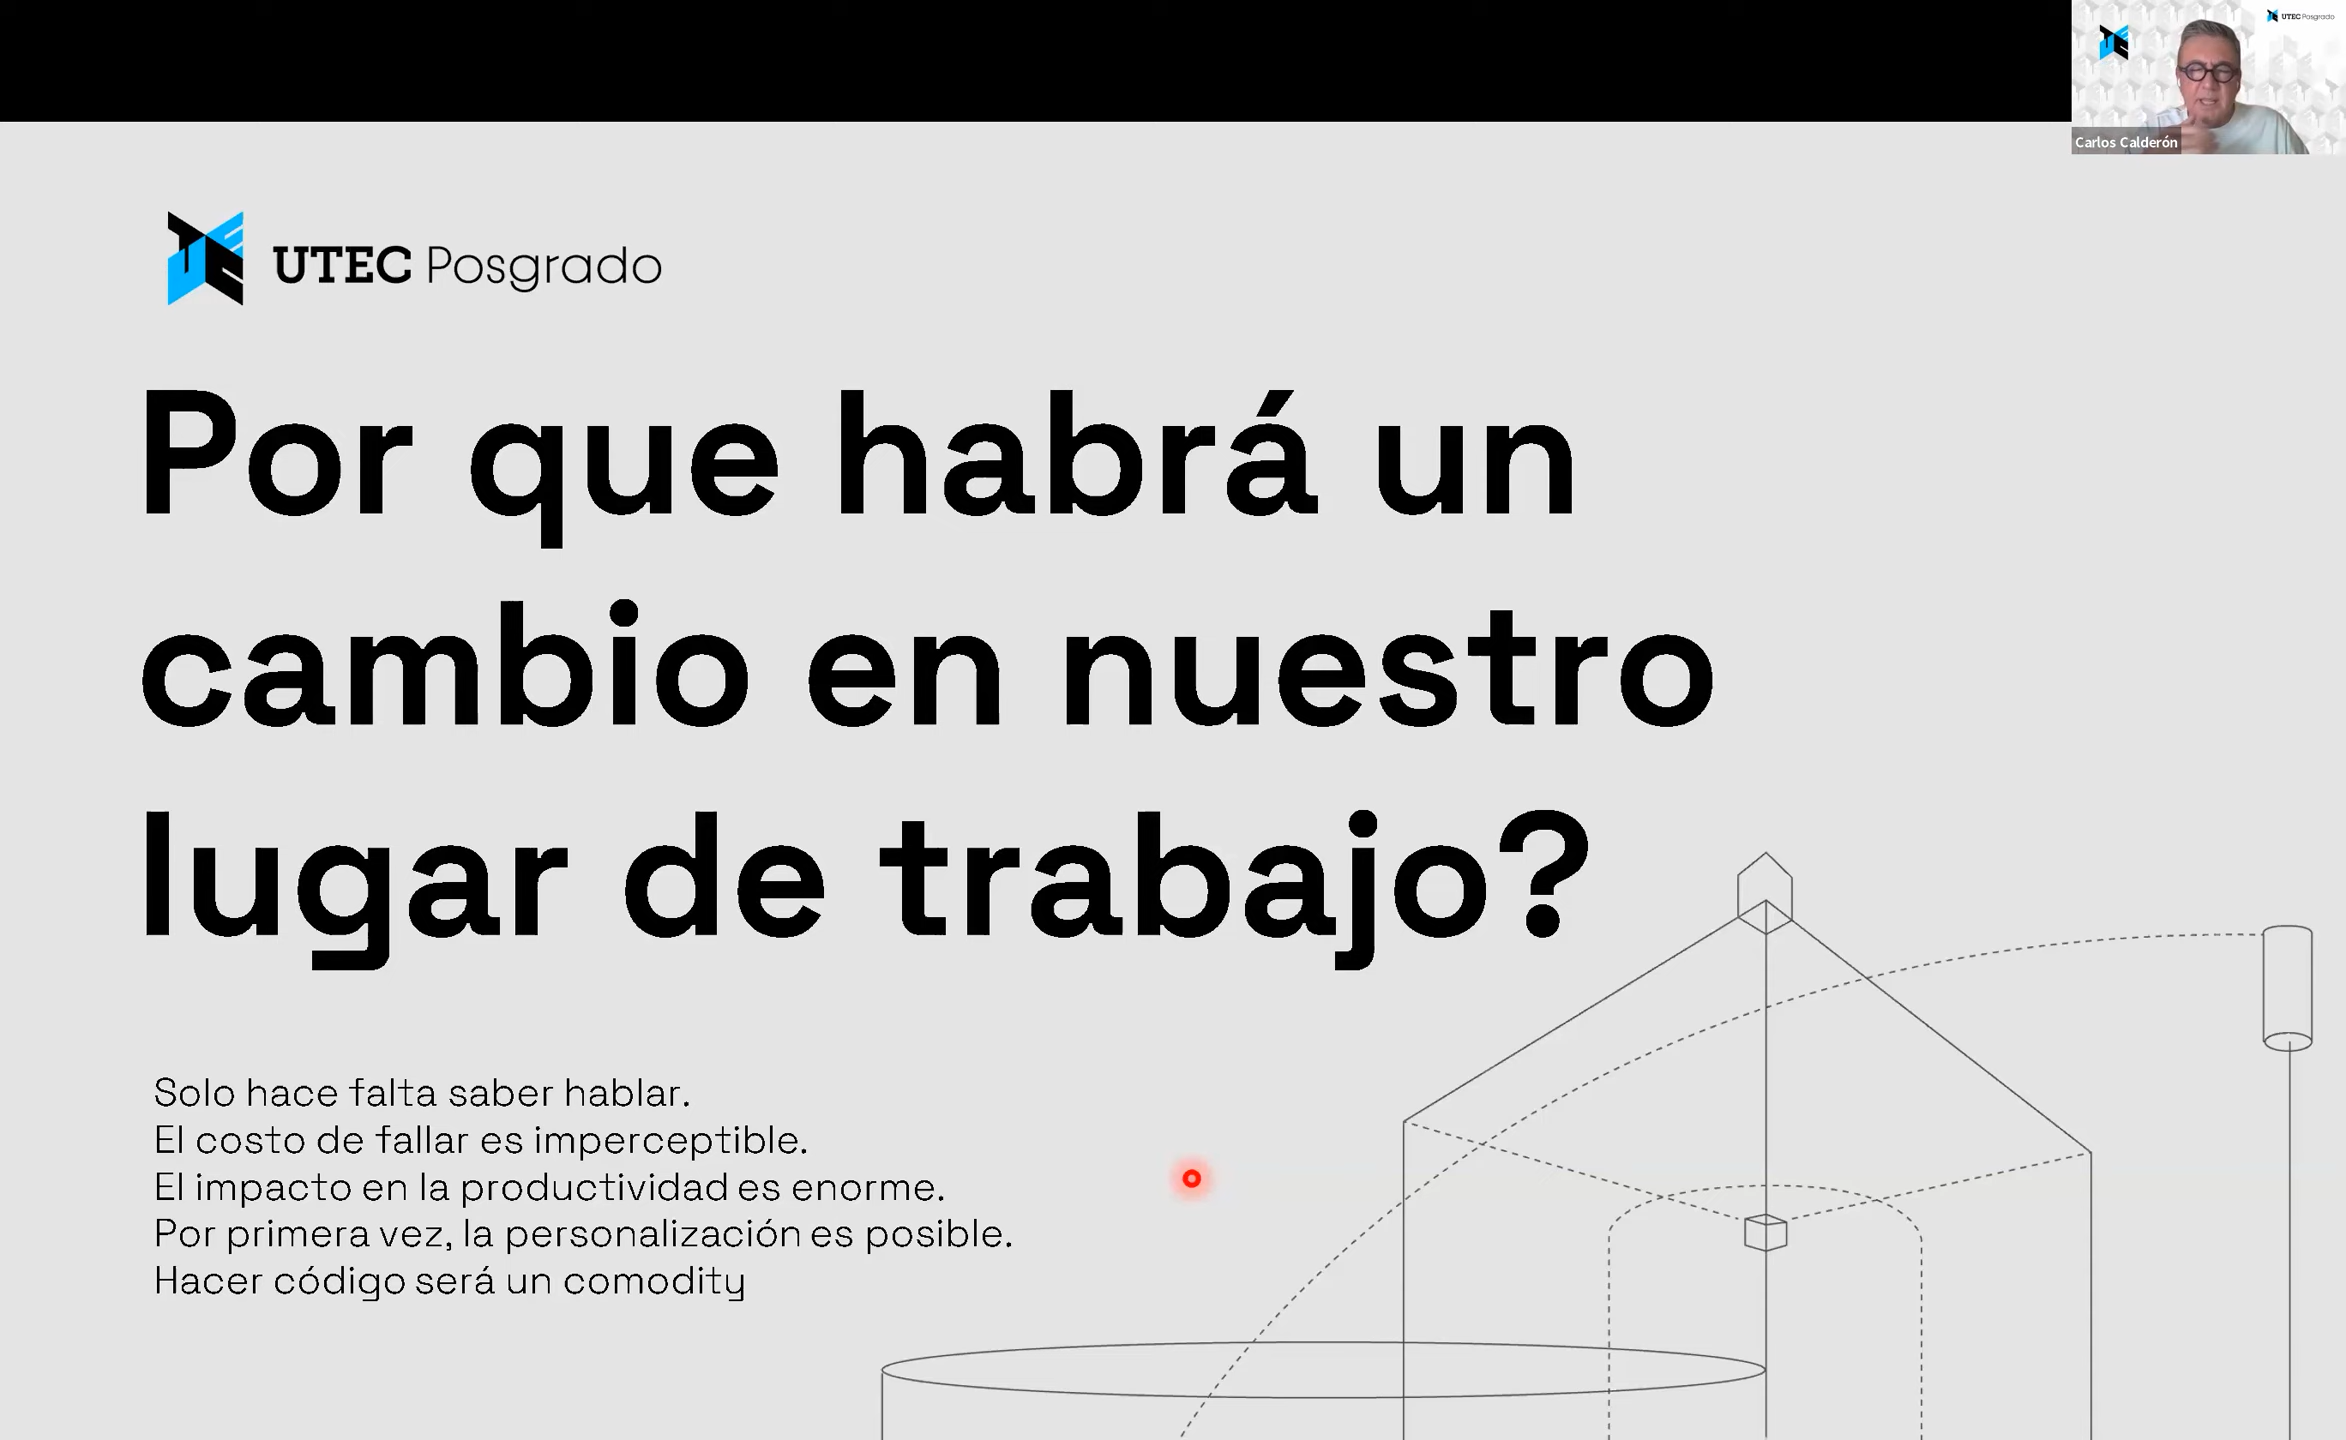 UTEC Posgrado
Carlos Calderón
UTEC Posgrado
Por que habrá un
cambio en nuestro
lugar de trabajo?
Solo hace falta saber hablar.
El costo de fallar es imperceptible.
El impacto en la productividad es enorme.
Por primera vez, la personalización es posible.
Hacer código será un comodity